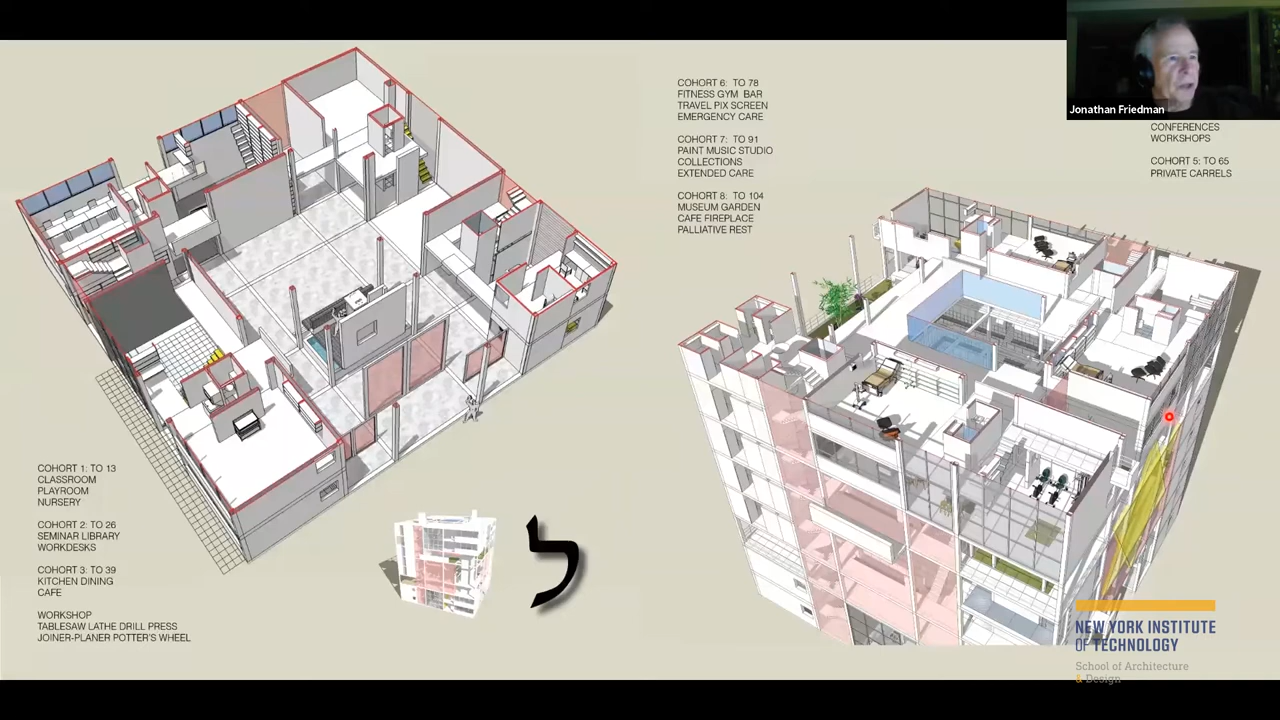 COHORT 6: TO 78
FITNESS GYM BAR
TRAVEL PIX SCREEN
EMERGENCY CARE
COHORT 7: TO 91
PAINT MUSIC STUDIO
COLLECTIONS
EXTENDED CARE
COHORT 8: TO 104
MUSEUM GARDEN
CAFE FIREPLACE
PALLIATIVE REST
Jonathan Friedman
CONFERENCES
WORKSHOPS
COHORT 5: TO 65
PRIVATE CARRELS
COHORT 1: TO 13
CLASSROOM
PLAYROOM
NURSERY
COHORT 2: TO 26
SEMINAR LIBRARY
WORKDESKS
COHORT 3: TO 39
KITCHEN DINING
CAFE
WORKSHOP
TABLESAW LATHE DRILL PRESS
JOINER-PLANER POTTER'S WHEEL
ל
NEW YORK INSTITUTE
OF TECHNOLOGY
School of Architecture
& Design